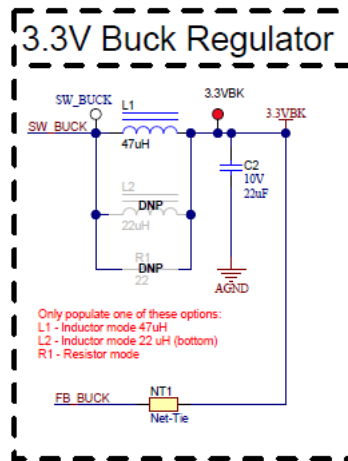 3.3V Buck Regulator
SW_BUCK
L1
3.3VBK
3.3VBK
SW_BUCK
47uH
C2
10V
22uF
L2
DNP
22uH
R1
DNP
22
AGND
Only populate one of these options:
L1 - Inductor mode 47uH
L2 - Inductor mode 22 uH (bottom)
R1 - Resistor mode
NT1
FB_BUCK
Net-Tie